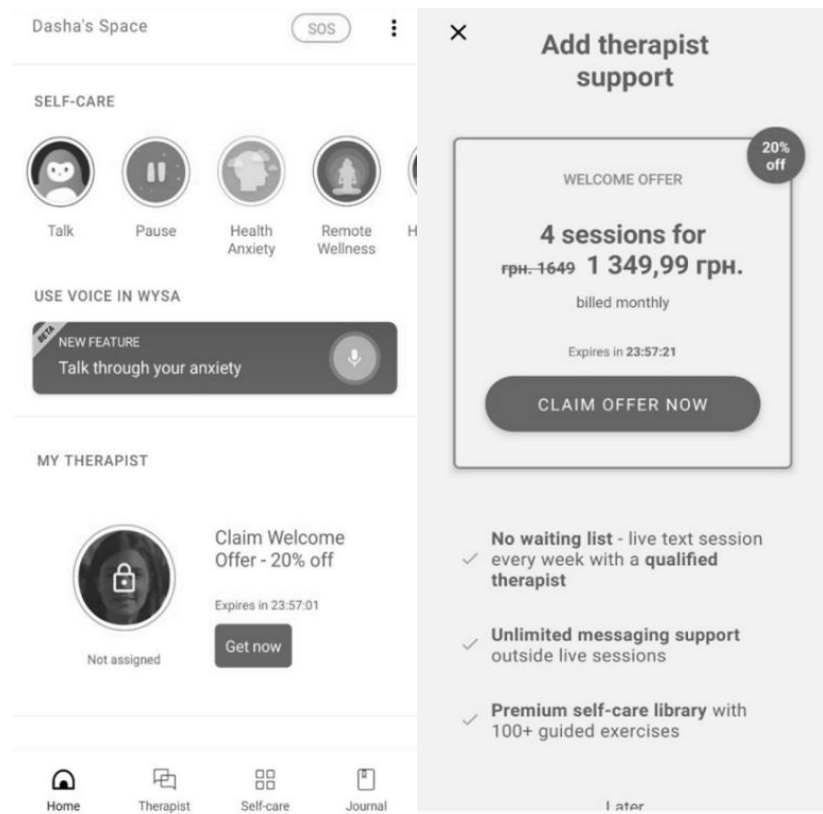 Dasha's Space
SOS
SELF-CARE
Talk
Pause
Health
Anxiety
Remote
Wellness
H
USE VOICE IN WYSA
BETA
NEW FEATURE
Talk through your anxiety
MY THERAPIST
Claim Welcome
Offer - 20% off
Expires in 23:57:01
Get now
Not assigned
Home
Therapist
Self-care
Journal
Add therapist
support
20%
off
WELCOME OFFER
4 sessions for
грн. 1649 1 349,99 грн.
billed monthly
Expires in 23:57:21
CLAIM OFFER NOW
No waiting list - live text session
every week with a qualified
therapist
Unlimited messaging support
outside live sessions
Premium self-care library with
100+ guided exercises
Later